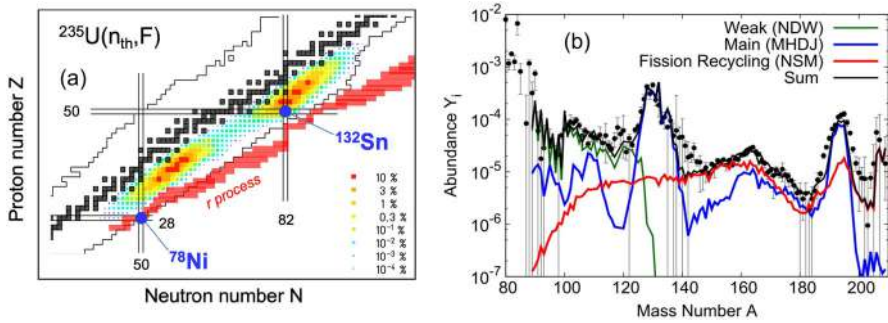 ²³⁵U(n_th,F)
(a)
50
¹³²Sn
r process
28
82
⁷⁸Ni
50
10 %
3 %
1 %
0.3 %
10⁻¹ %
10⁻² %
10⁻³ %
10⁻⁴ %
Proton number Z
Neutron number N
(b)
Weak (NDW)
Main (MHDJ)
Fission Recycling (NSM)
Sum
10⁻²
10⁻³
10⁻⁴
10⁻⁵
10⁻⁶
10⁻⁷
Abundance Yᵢ
80 100 120 140 160 180 200
Mass Number A